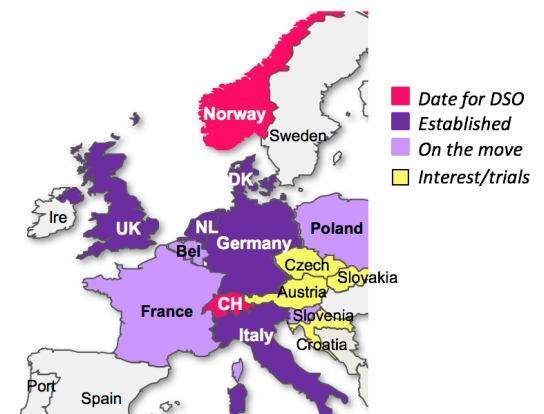 Norway
Sweden
DK
Ire
UK
NL
Germany
Poland
Bel
Czech
Slovakia
Austria
France
CH
Slovenia
Italy
Croatia
Port
Spain
Date for DSO
Established
On the move
Interest/trials